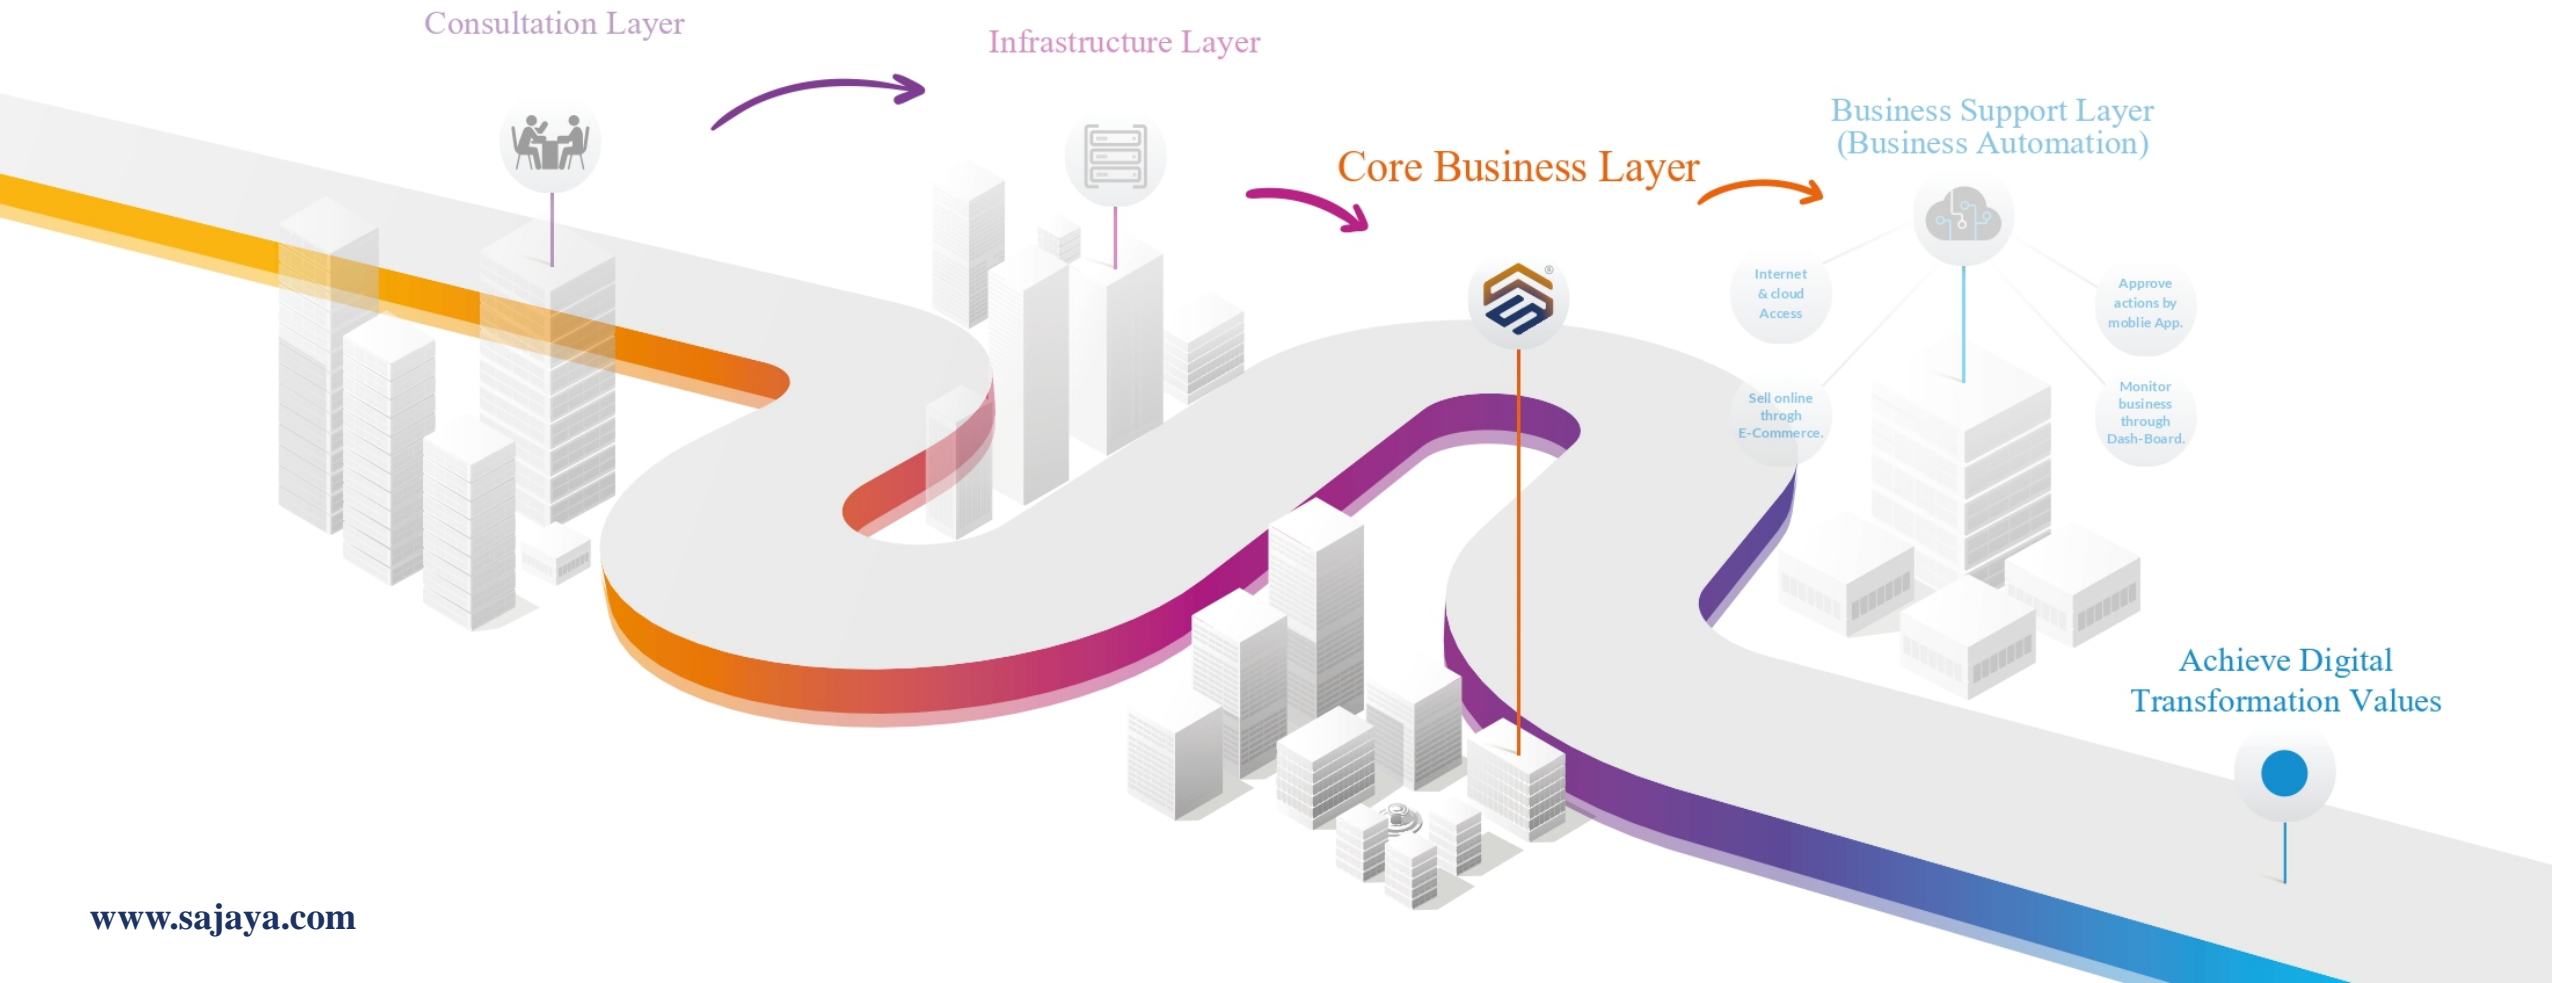 Consultation Layer
Infrastructure Layer
Core Business Layer
®
Business Support Layer
(Business Automation)
Internet
& cloud
Access
Approve
actions by
moblie App.
Sell online
throgh
E-Commerce.
Monitor
business
through
Dash-Board.
Achieve Digital
Transformation Values
www.sajaya.com